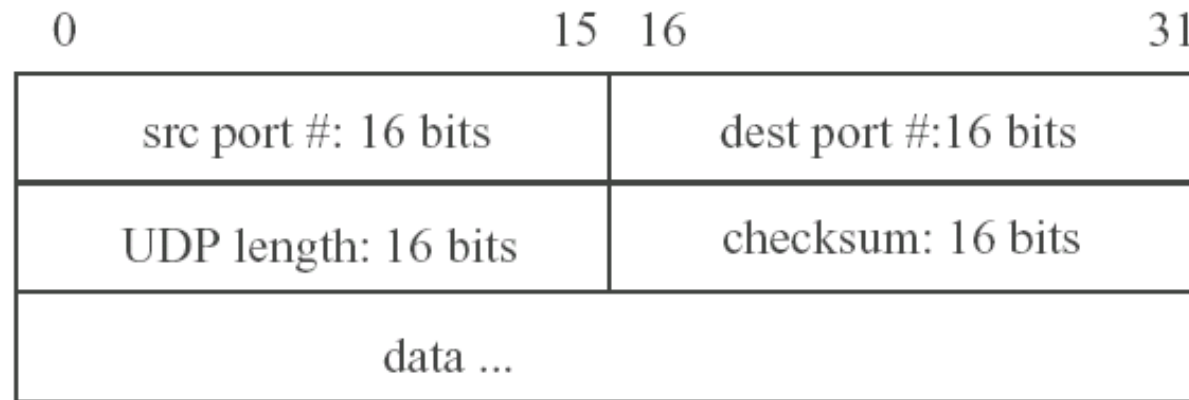 0 15 16 31
src port #: 16 bits dest port #:16 bits
UDP length: 16 bits checksum: 16 bits
data ...